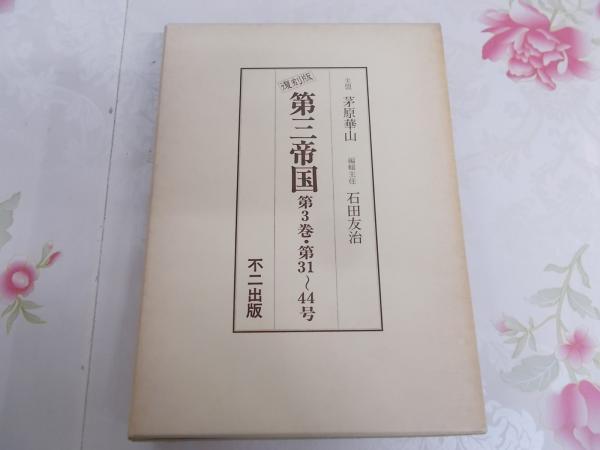 主盟 茅原華山
編輯主任 石田友治
復刻版
第三帝国 第3巻・第31〜44号
不二出版